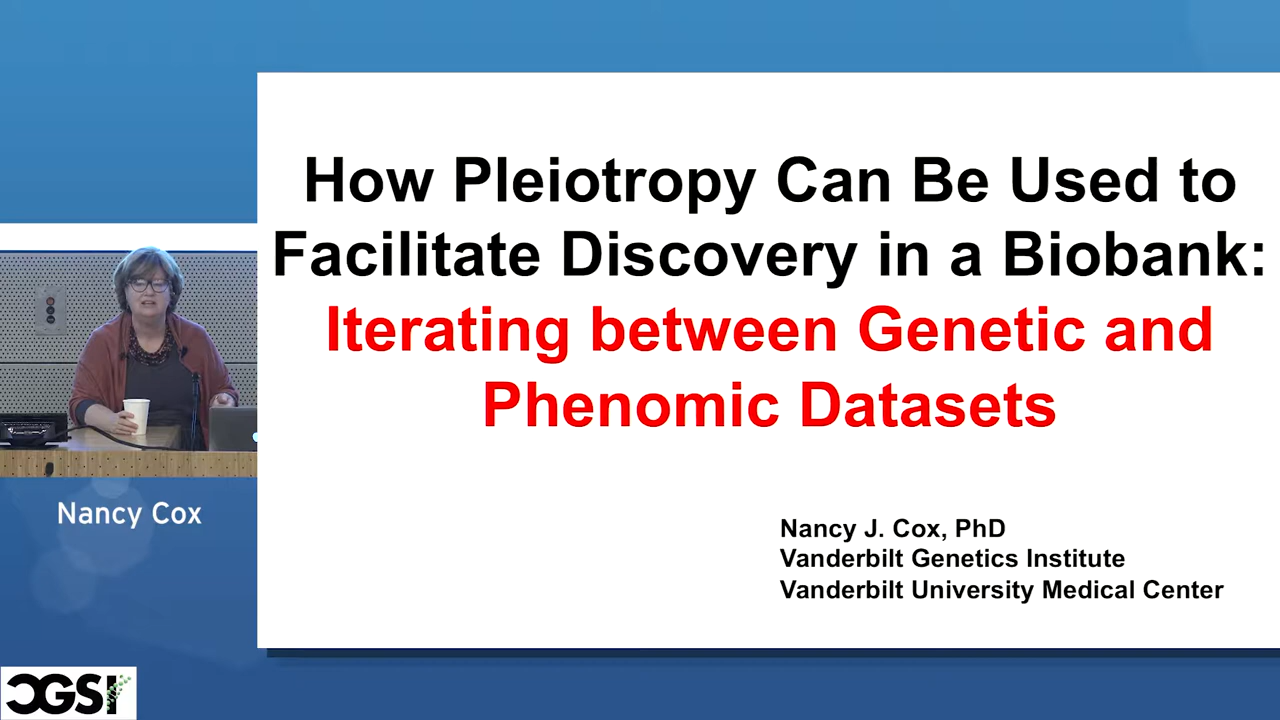 How Pleiotropy Can Be Used to
Facilitate Discovery in a Biobank:
Iterating between Genetic and
Phenomic Datasets
Nancy Cox
Nancy J. Cox, PhD
Vanderbilt Genetics Institute
Vanderbilt University Medical Center
CGSI